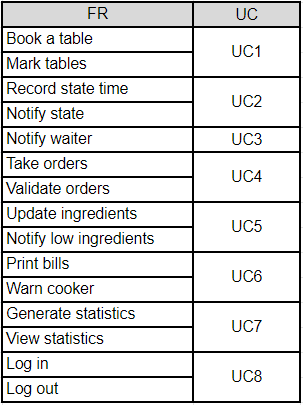 FR UC
Book a table
UC1
Mark tables
Record state time
UC2
Notify state
Notify waiter UC3
Take orders
UC4
Validate orders
Update ingredients
UC5
Notify low ingredients
Print bills
UC6
Warn cooker
Generate statistics
UC7
View statistics
Log in
UC8
Log out